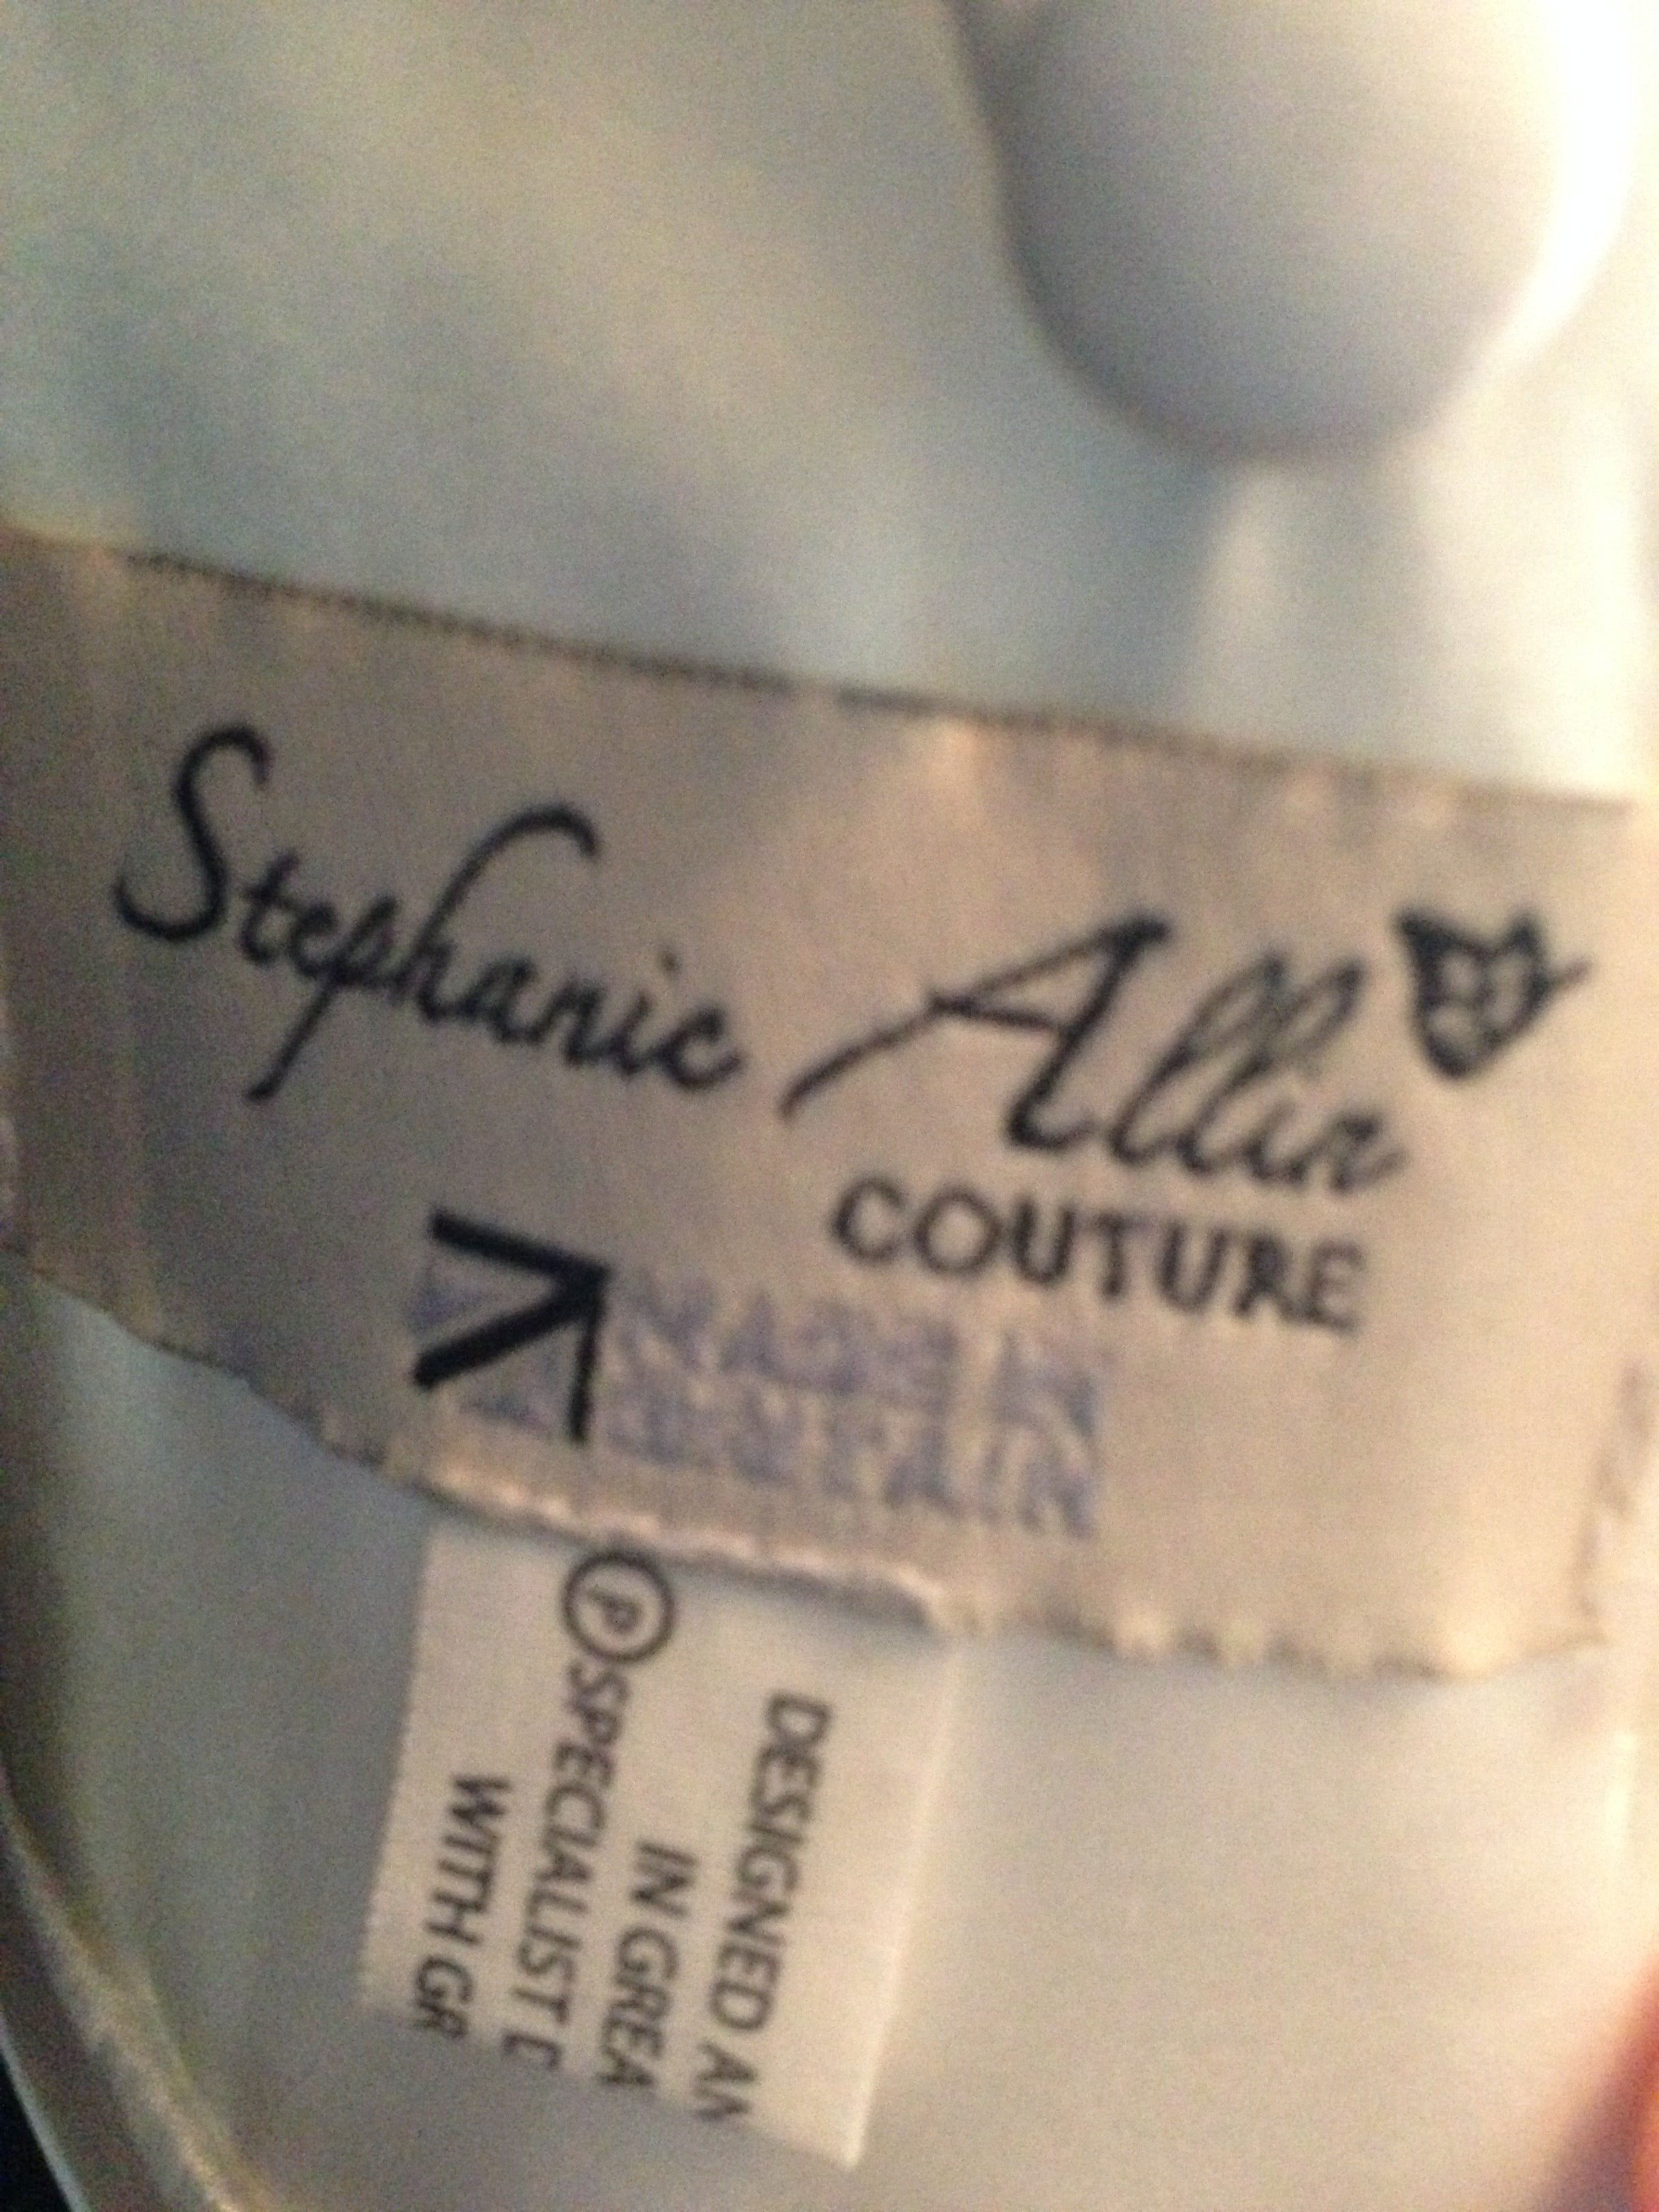 Stephanie Allin
COUTURE
MADE IN
BRITAIN
DESIGNED AN
IN GREA
P SPECIALIST
WITH GR